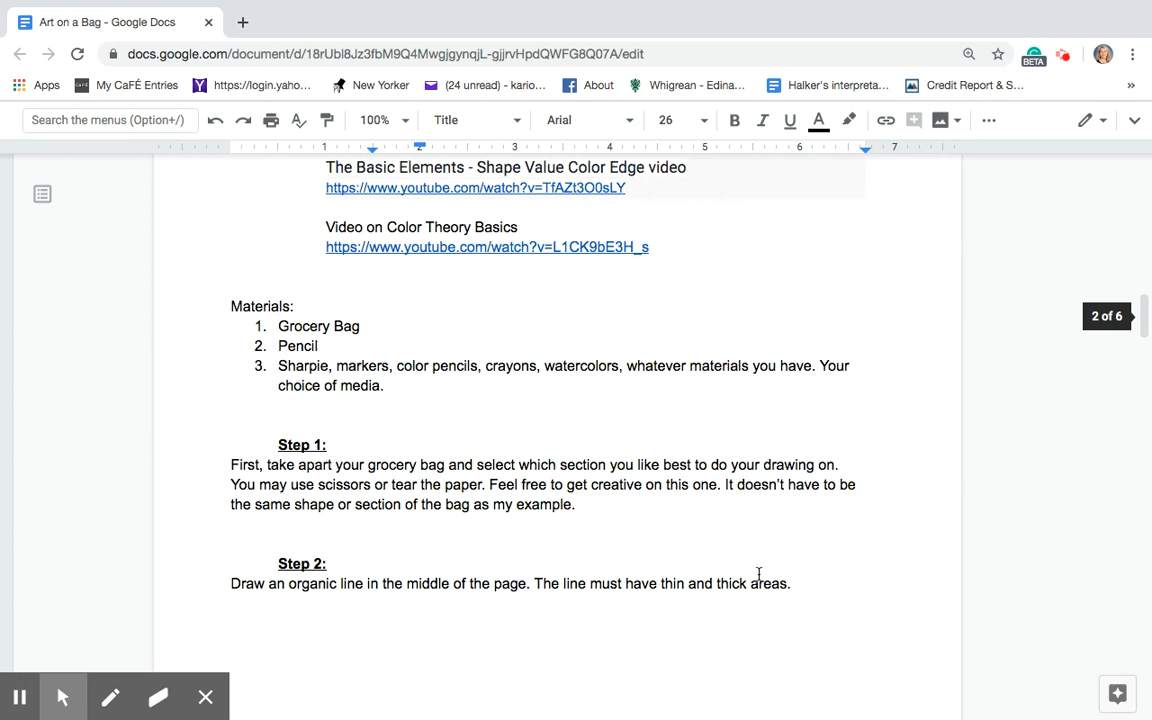 Art on a Bag - Google Docs
docs.google.com/document/d/18rUbl8Jz3fbM9Q4MwgjgynqjL-gjjrvHpdQWFG8Q07A/edit
BETA
Apps My CaFÉ Entries https://login.yaho... New Yorker (24 unread) - kario... About Whigrean - Edina... Halker's interpreta... Credit Report & S... »
Search the menus (Option+/) 100% Title Arial 26 B I U A
1 2 3 4 5 6 7
The Basic Elements - Shape Value Color Edge video
https://www.youtube.com/watch?v=TfAZt3O0sLY
Video on Color Theory Basics
https://www.youtube.com/watch?v=L1CK9bE3H_s
Materials:
1. Grocery Bag
2 of 6
2. Pencil
3. Sharpie, markers, color pencils, crayons, watercolors, whatever materials you have. Your
choice of media.
Step 1:
First, take apart your grocery bag and select which section you like best to do your drawing on.
You may use scissors or tear the paper. Feel free to get creative on this one. It doesn't have to be
the same shape or section of the bag as my example.
Step 2:
Draw an organic line in the middle of the page. The line must have thin and thick areas.